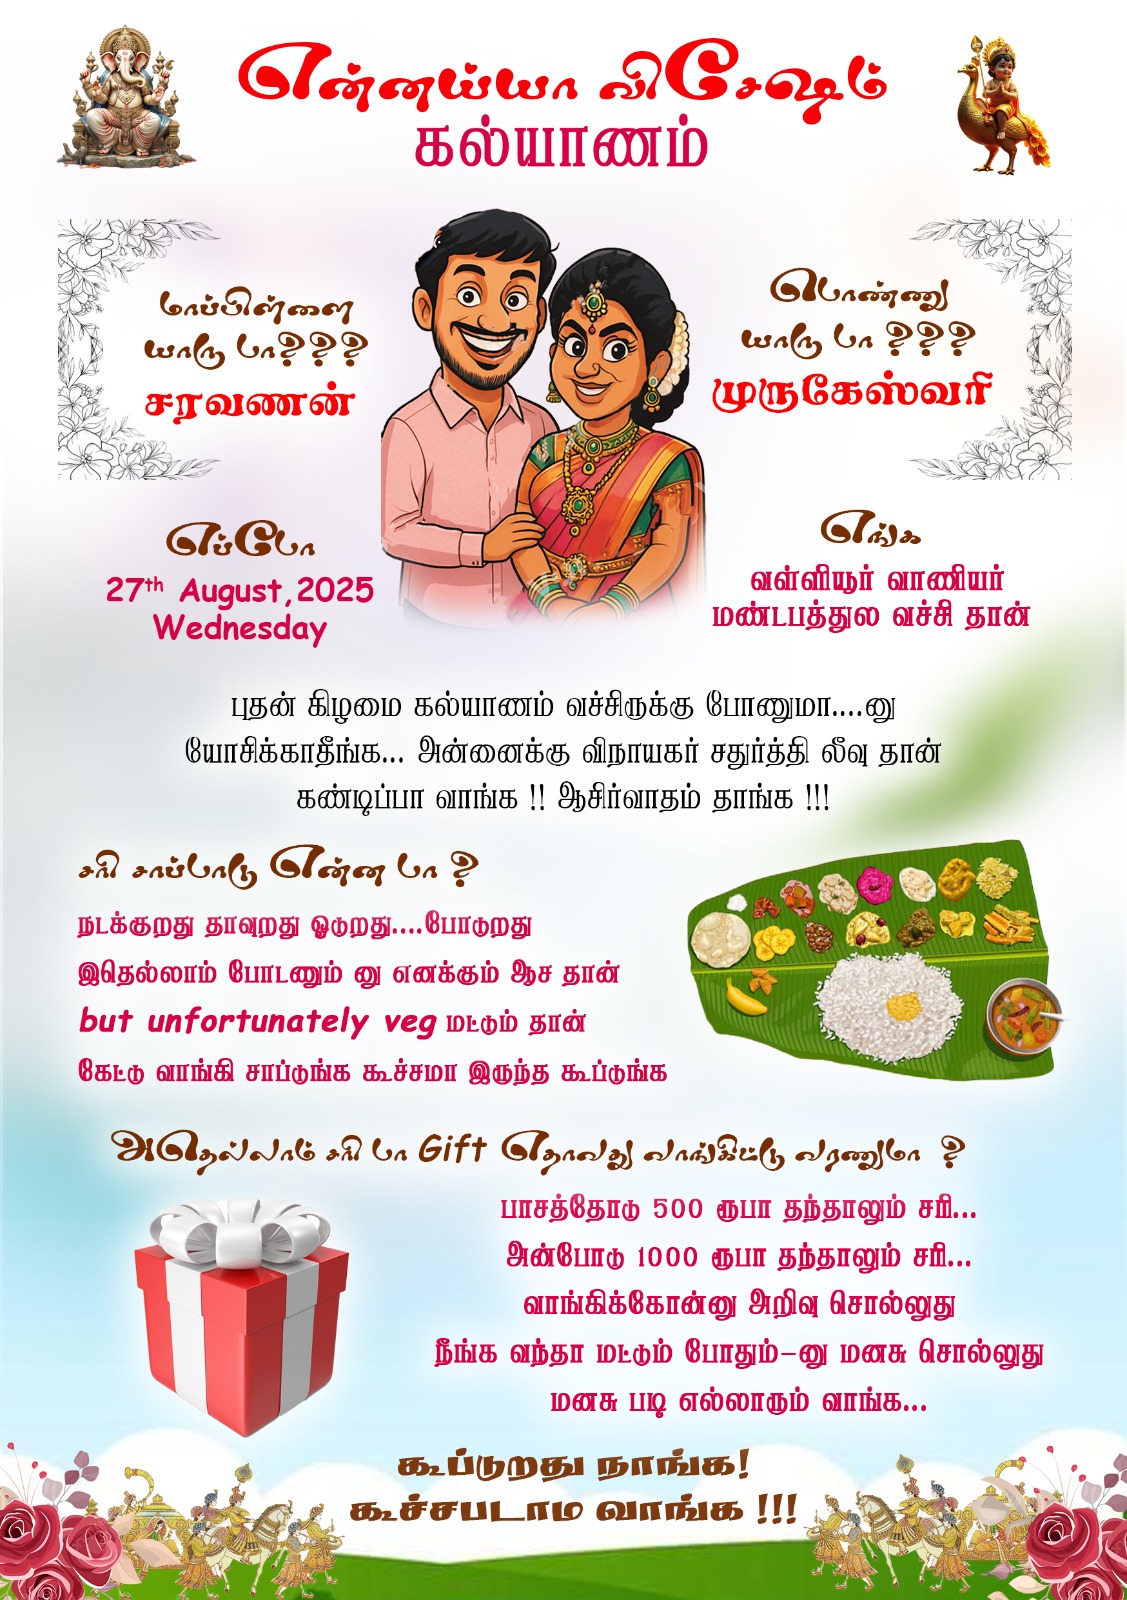 என்னய்யா விசேஷம்
கல்யாணம்
மாப்பிள்ளை
யாரு பா???
சரவணன்
பொண்ணு
யாரு பா ???
முருகேஸ்வரி
எப்போ
27th August,2025
Wednesday
எங்க
வள்ளியூர் வாணியர்
மண்டபத்துல வச்சி தான்
புதன் கிழமை கல்யாணம் வச்சிருக்கு போணுமா....னு
யோசிக்காதீங்க... அன்னைக்கு விநாயகர் சதுர்த்தி லீவு தான்
கண்டிப்பா வாங்க !! ஆசிர்வாதம் தாங்க !!!
சரி சாப்பாடு என்ன பா ?
நடக்குறது தாவுறது ஓடுறது....போடுறது
இதெல்லாம் போடணும் னு எனக்கும் ஆச தான்
but unfortunately veg மட்டும் தான்
கேட்டு வாங்கி சாப்டுங்க கூச்சமா இருந்த கூப்டுங்க
அதெல்லாம் சரி பா Gift தொவது வாங்கிட்டு வரணுமா ?
பாசத்தோடு 500 ரூபா தந்தாலும் சரி...
அன்போடு 1000 ரூபா தந்தாலும் சரி...
வாங்கிக்கோன்னு அறிவு சொல்லுது
நீங்க வந்தா மட்டும் போதும்-னு மனசு சொல்லுது
மனசு படி எல்லாரும் வாங்க...
கூப்டுறது நாங்க!
கூச்சபடாம வாங்க !!!